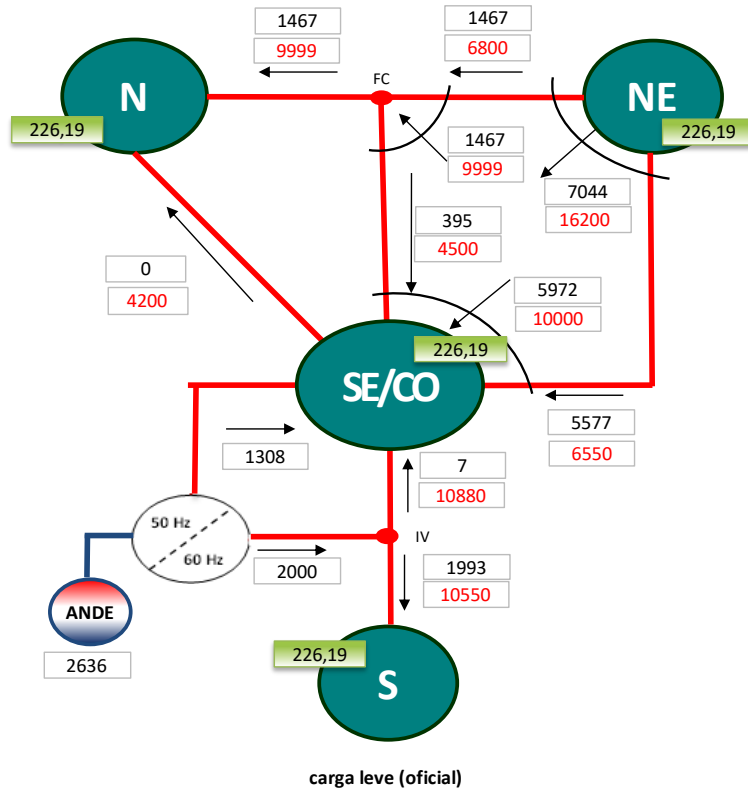 1467
9999
1467
6800
FC
N
NE
226,19
226,19
1467
9999
7044
16200
395
4500
0
4200
5972
10000
226,19
SE/CO
5577
6550
1308
7
10880
50 Hz
60 Hz
IV
2000
1993
10550
ANDE
2636
226,19
S
carga leve (oficial)